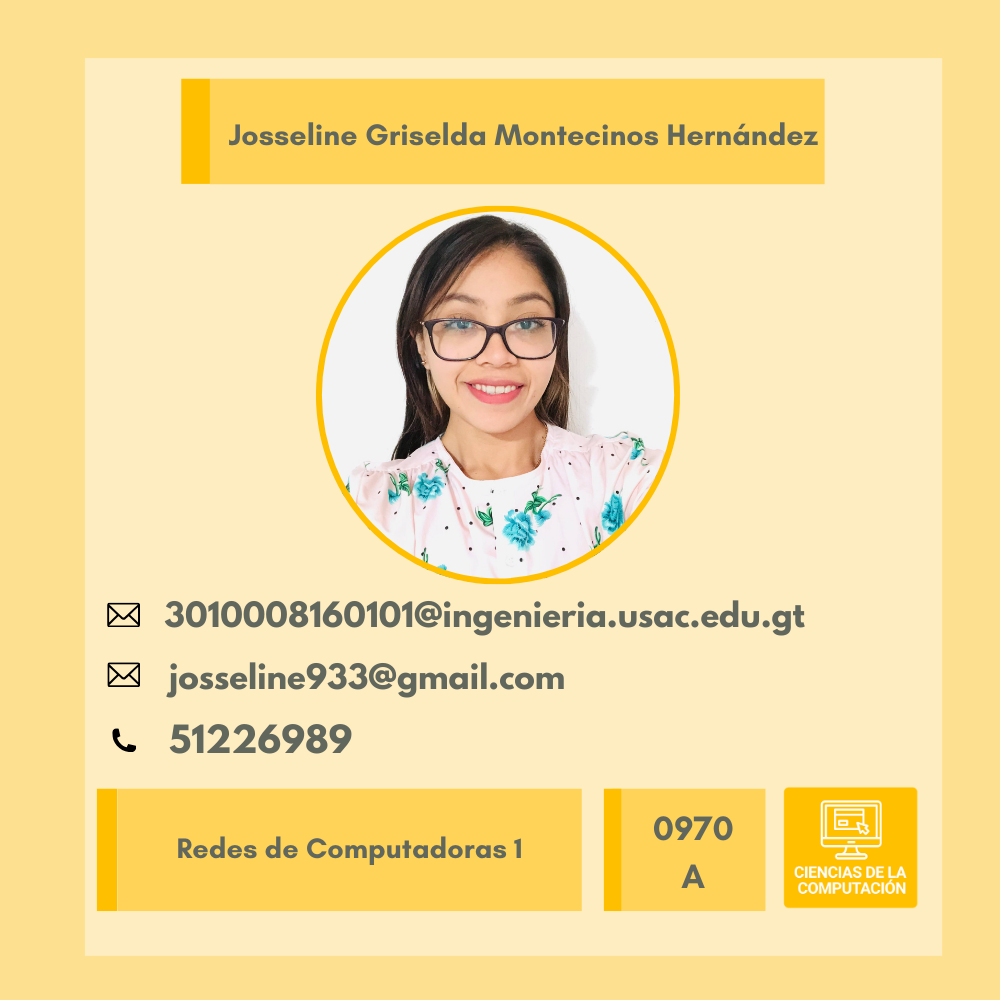 Josseline Griselda Montecinos Hernández
3010008160101@ingenieria.usac.edu.gt
josseline933@gmail.com
51226989
Redes de Computadoras 1
0970
A
CIENCIAS DE LA
COMPUTACIÓN